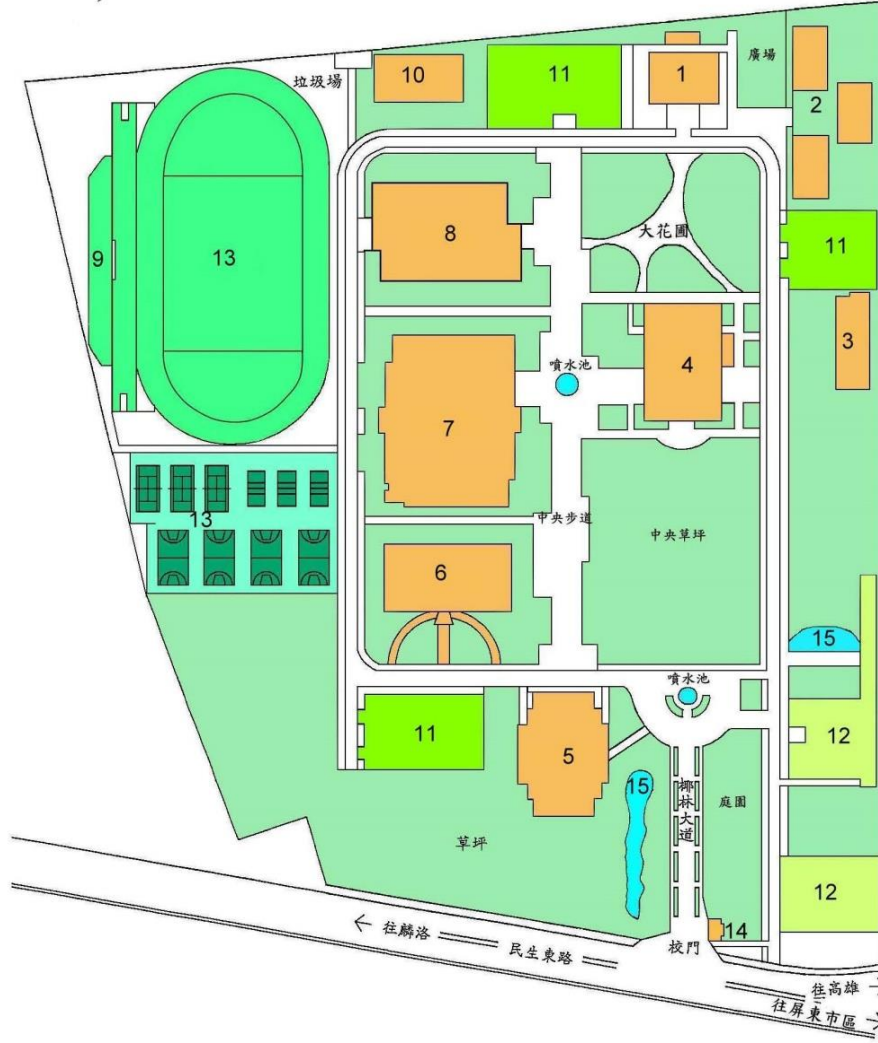 垃圾場
10
11
1
廣場
2
9
13
8
大花圃
11
3
噴水池
4
7
13
中央步道
中央草坪
6
15
噴水池
11
5
12
15
椰林大道
庭園
草坪
12
14
← 往麟洛
民生東路
校門
往高雄 →
往屏東市區 →